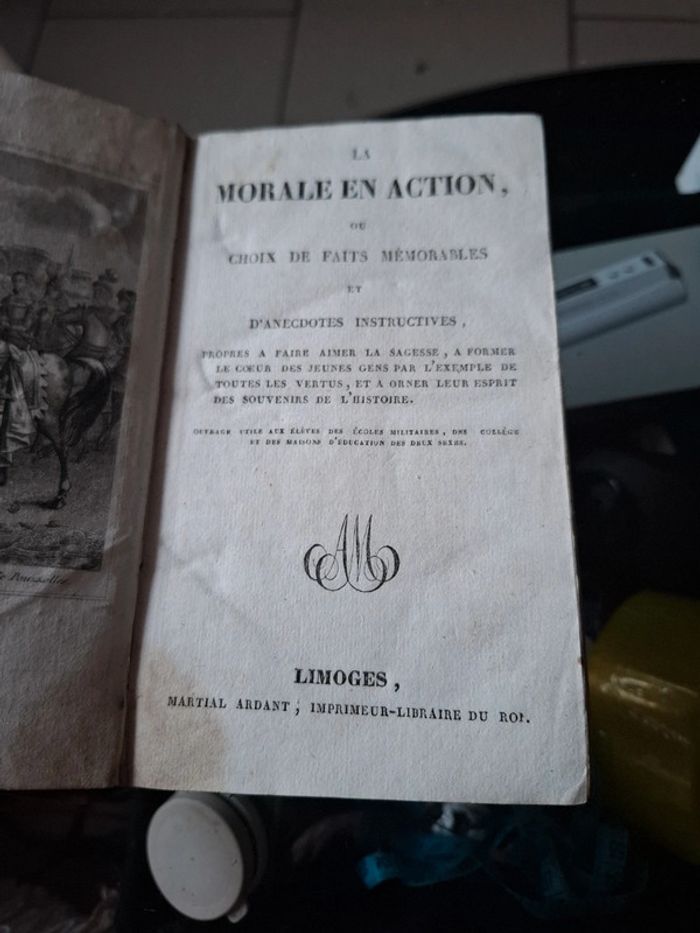 LA
MORALE EN ACTION,
OU
CHOIX DE FAITS MÉMORABLES
ET
D'ANECDOTES INSTRUCTIVES,
PROPRES A FAIRE AIMER LA SAGESSE, A FORMER
LE CŒUR DES JEUNES GENS PAR L'EXEMPLE DE
TOUTES LES VERTUS, ET A ORNER LEUR ESPRIT
DES SOUVENIRS DE L'HISTOIRE.
OUVRAGE UTILE AUX ÉLÈVES DES ÉCOLES MILITAIRES, DES COLLÉGE
ET DES MAISONS D'ÉDUCATION DES DEUX SEXES.
AM
LIMOGES,
MARTIAL ARDANT, IMPRIMEUR-LIBRAIRE DU ROI.